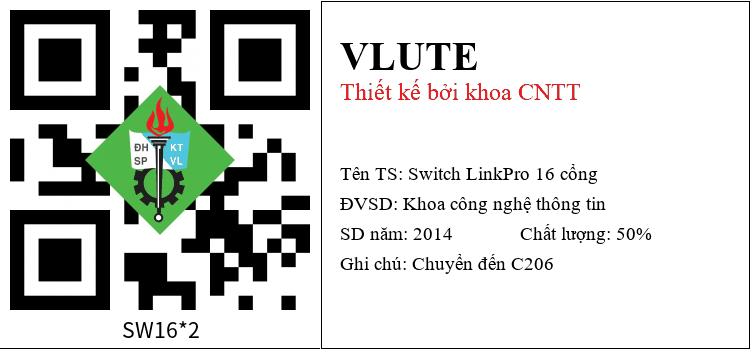 ĐH KT
SP VL
SW16*2
VLUTE
Thiết kế bởi khoa CNTT
Tên TS: Switch LinkPro 16 cổng
ĐVSD: Khoa công nghệ thông tin
SD năm: 2014 Chất lượng: 50%
Ghi chú: Chuyển đến C206